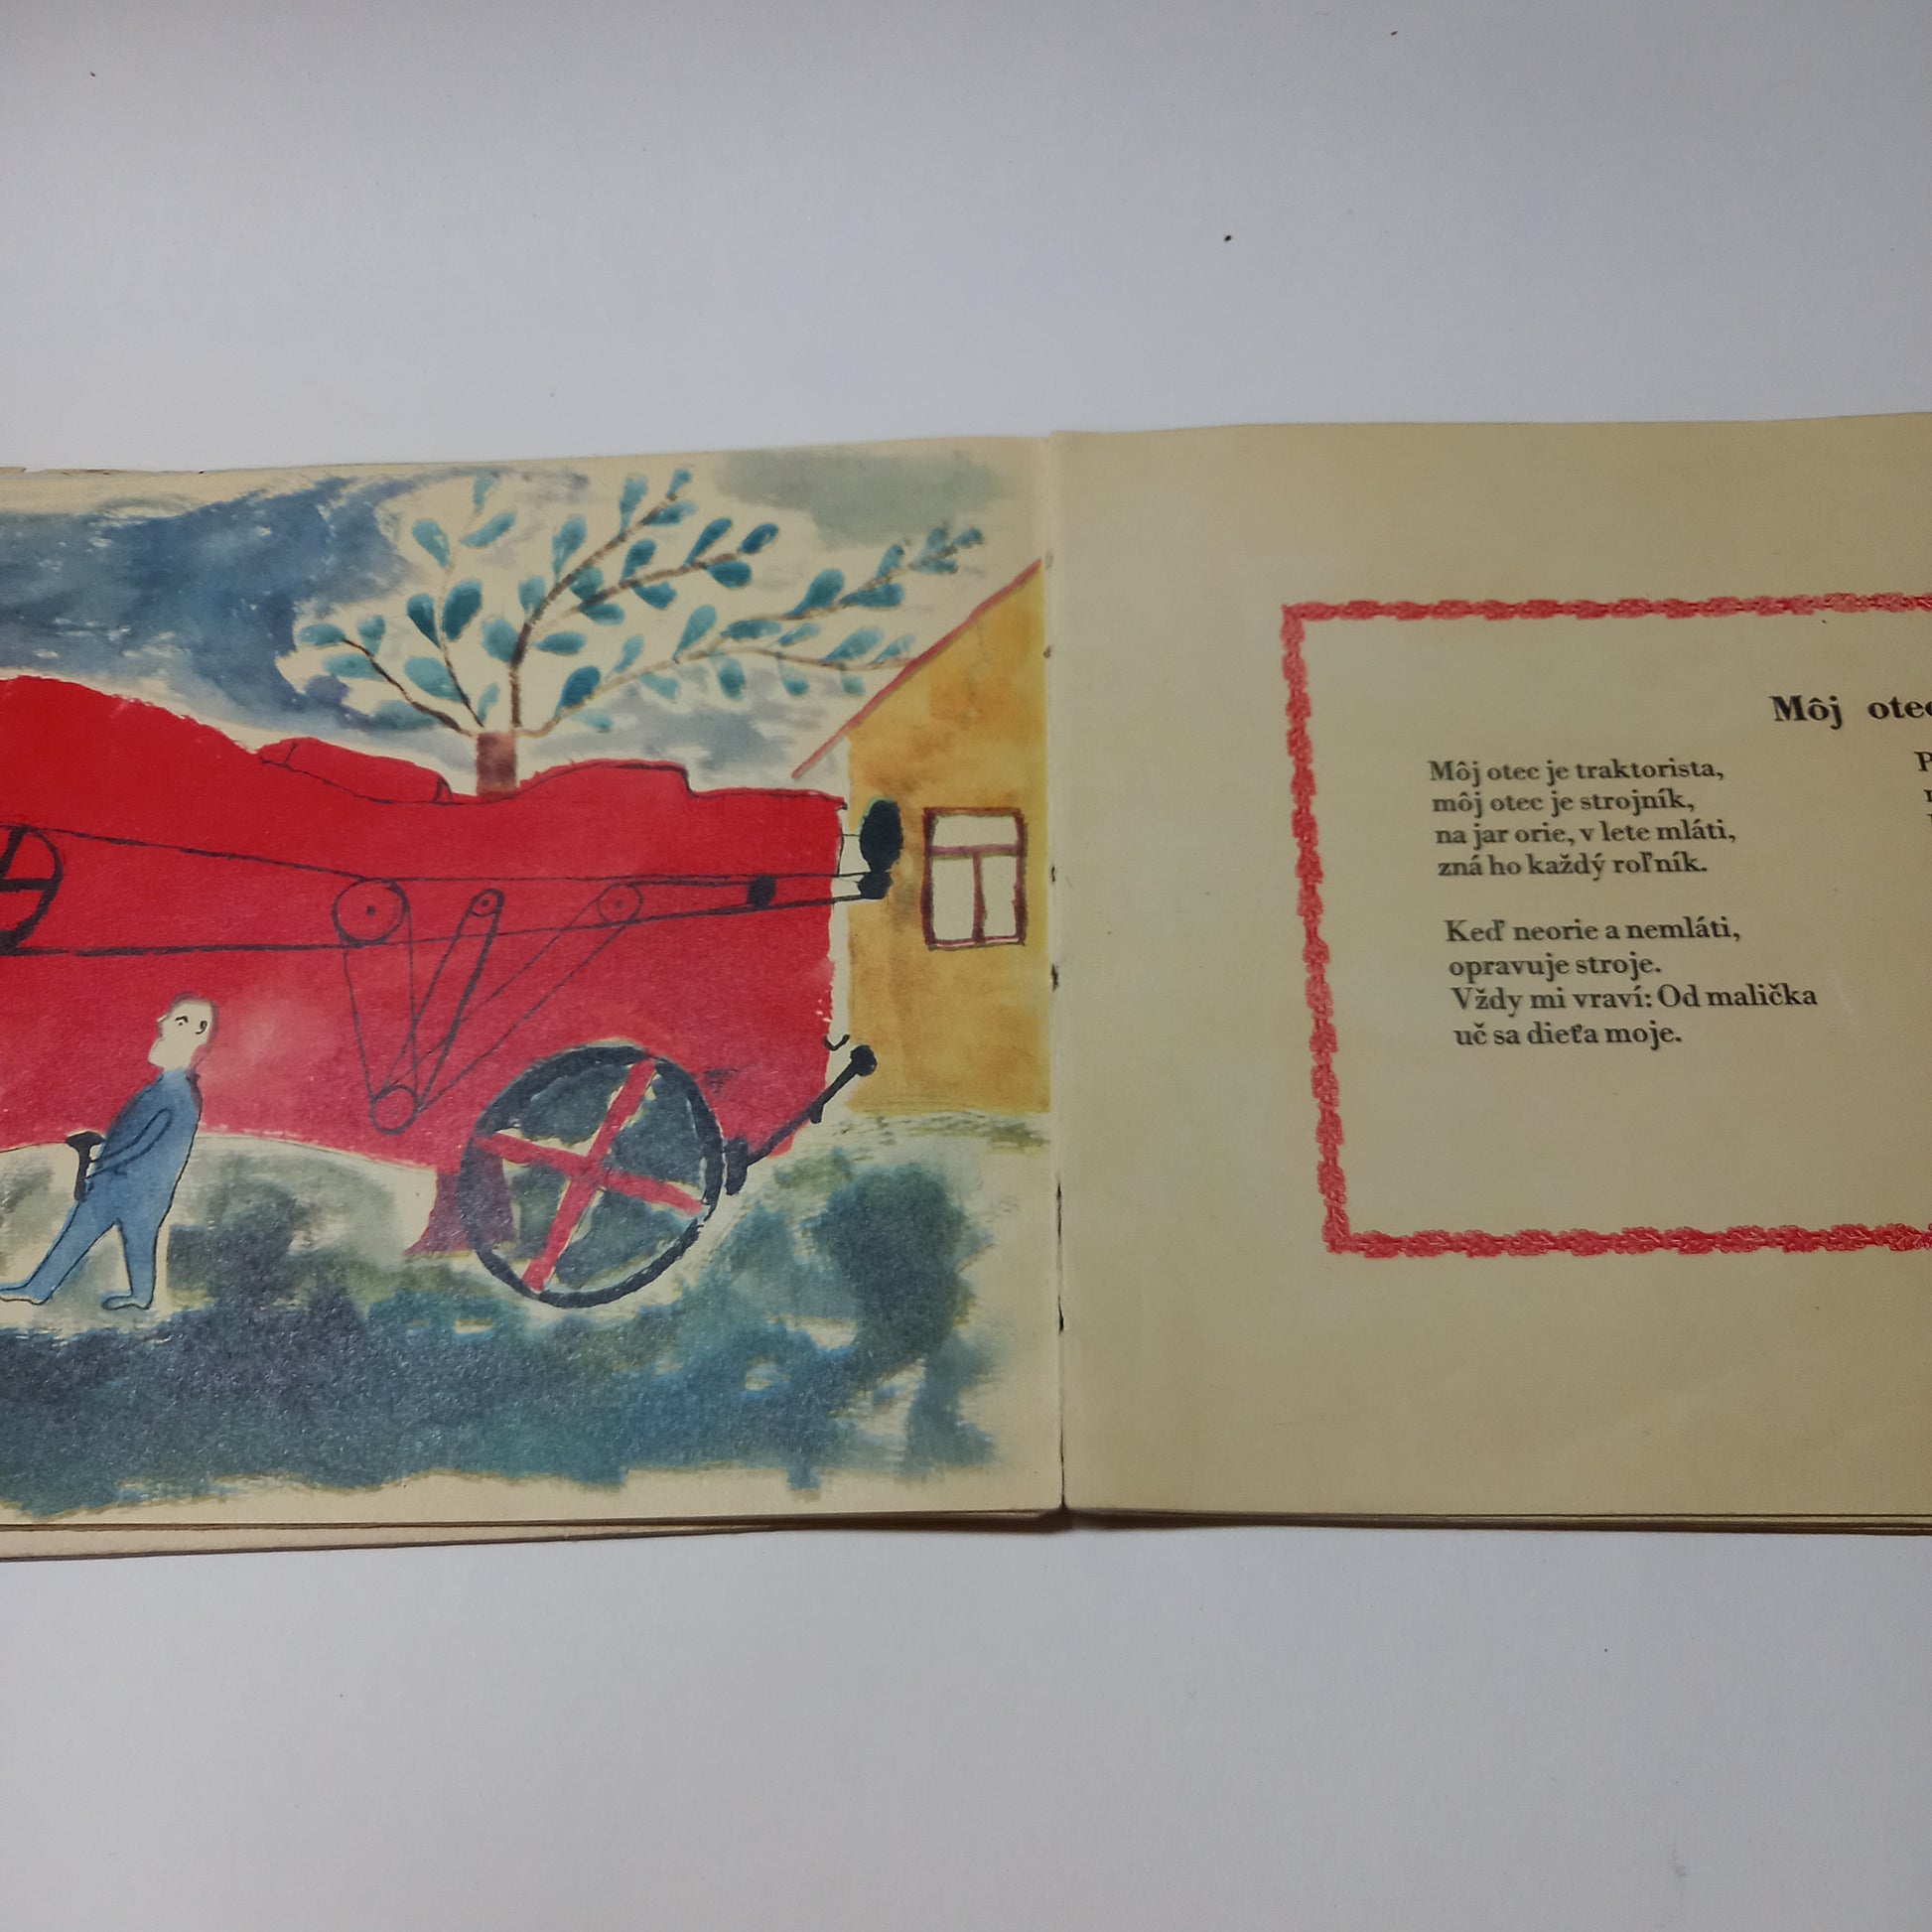 Môj otec
Môj otec je traktorista,
môj otec je strojník,
na jar orie, v lete mláti,
zná ho každý roľník.
Keď neorie a nemláti,
opravuje stroje.
Vždy mi vraví: Od malička
uč sa dieťa moje.